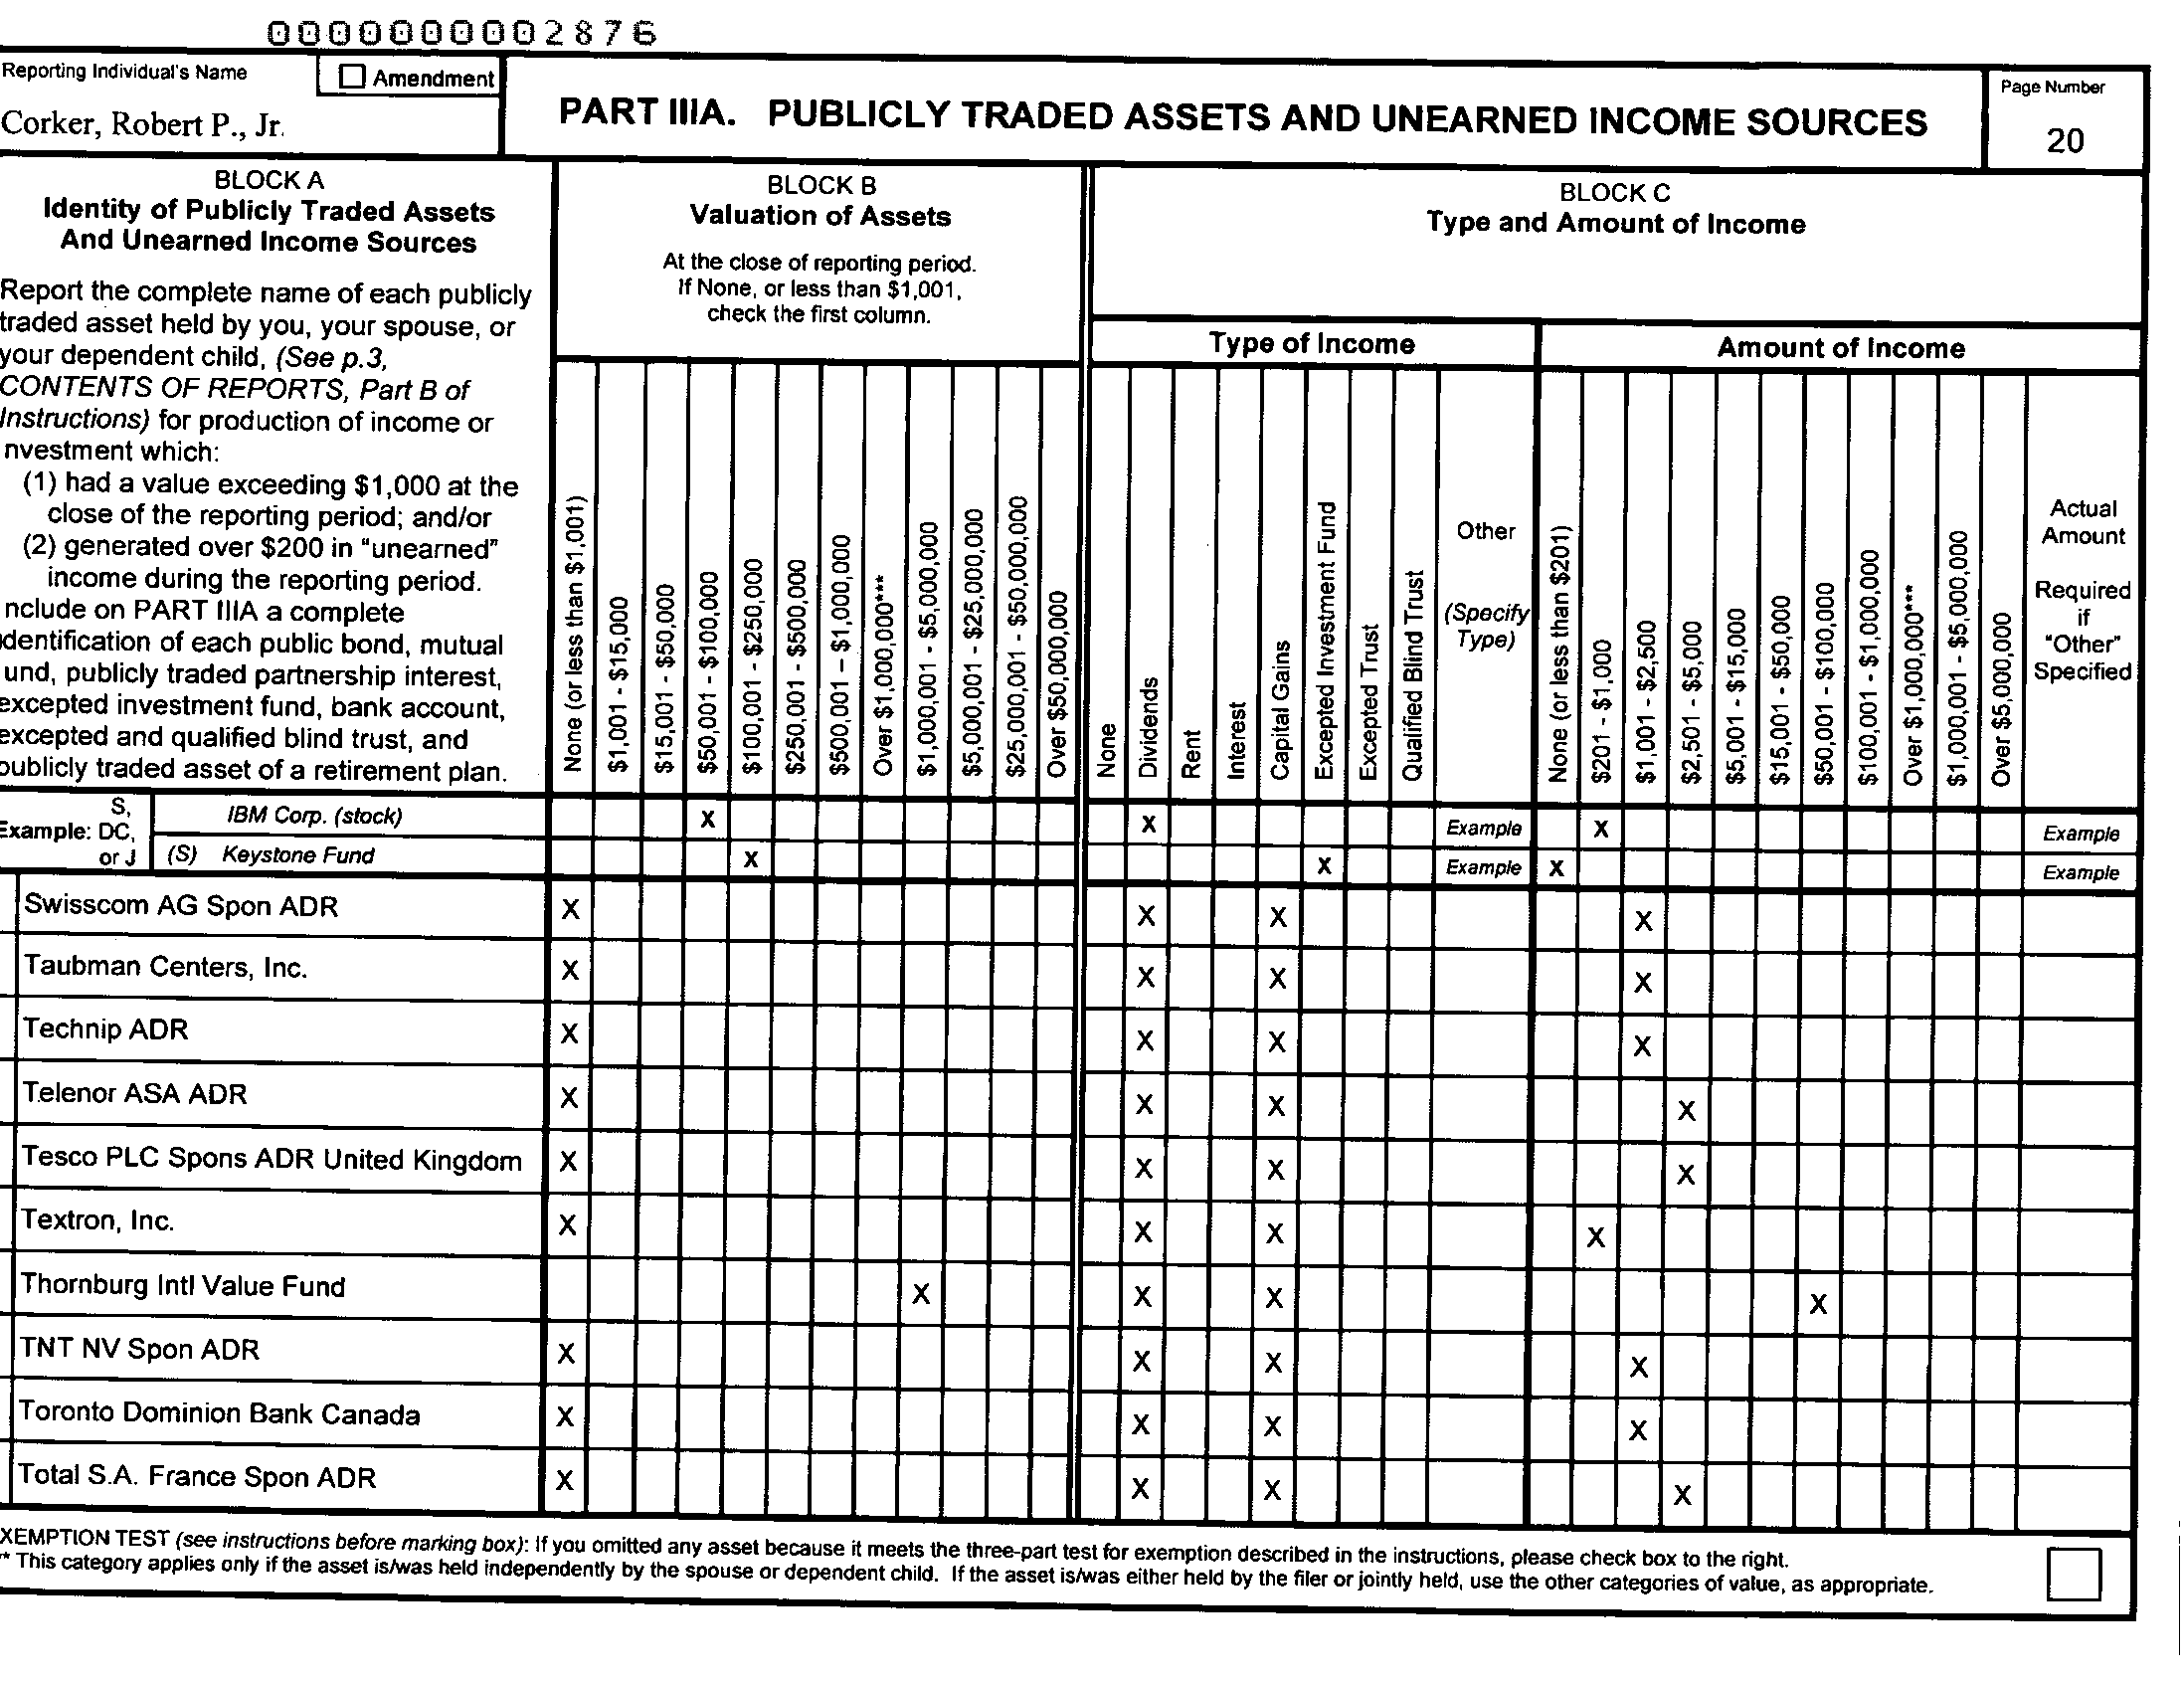 0000000002876
Reporting Individual's Name
☐ Amendment
Corker, Robert P., Jr.
PART IIIA. PUBLICLY TRADED ASSETS AND UNEARNED INCOME SOURCES
Page Number
20
BLOCK A
Identity of Publicly Traded Assets
And Unearned Income Sources
Report the complete name of each publicly
traded asset held by you, your spouse, or
your dependent child, (See p.3,
CONTENTS OF REPORTS, Part B of
Instructions) for production of income or
nvestment which:
(1) had a value exceeding $1,000 at the
close of the reporting period; and/or
(2) generated over $200 in "unearned"
income during the reporting period.
nclude on PART IIIA a complete
identification of each public bond, mutual
und, publicly traded partnership interest,
excepted investment fund, bank account,
excepted and qualified blind trust, and
publicly traded asset of a retirement plan.
BLOCK B
Valuation of Assets
At the close of reporting period.
If None, or less than $1,001,
check the first column.
BLOCK C
Type and Amount of Income
Type of Income
Amount of Income
None (or less than $1,001)
$1,001 - $15,000
$15,001 - $50,000
$50,001 - $100,000
$100,001 - $250,000
$250,001 - $500,000
$500,001 – $1,000,000
Over $1,000,000***
$1,000,001 - $5,000,000
$5,000,001 - $25,000,000
$25,000,001 - $50,000,000
Over $50,000,000
None
Dividends
Rent
Interest
Capital Gains
Excepted Investment Fund
Excepted Trust
Qualified Blind Trust
Other
(Specify
Type)
None (or less than $201)
$201 - $1,000
$1,001 - $2,500
$2,501 - $5,000
$5,001 - $15,000
$15,001 - $50,000
$50,001 - $100,000
$100,001 - $1,000,000
Over $1,000,000***
$1,000,001 - $5,000,000
Over $5,000,000
Actual
Amount
Required
if
"Other"
Specified
Example: S, DC, or J
IBM Corp. (stock) X X Example X Example
(S) Keystone Fund X X Example X Example
Swisscom AG Spon ADR X X X X
Taubman Centers, Inc. X X X X
Technip ADR X X X X
Telenor ASA ADR X X X X
Tesco PLC Spons ADR United Kingdom X X X X
Textron, Inc. X X X X
Thornburg Intl Value Fund X X X X
TNT NV Spon ADR X X X X
Toronto Dominion Bank Canada X X X X
Total S.A. France Spon ADR X X X X
XEMPTION TEST (see instructions before marking box): If you omitted any asset because it meets the three-part test for exemption described in the instructions, please check box to the right.
** This category applies only if the asset is/was held independently by the spouse or dependent child. If the asset is/was either held by the filer or jointly held, use the other categories of value, as appropriate.